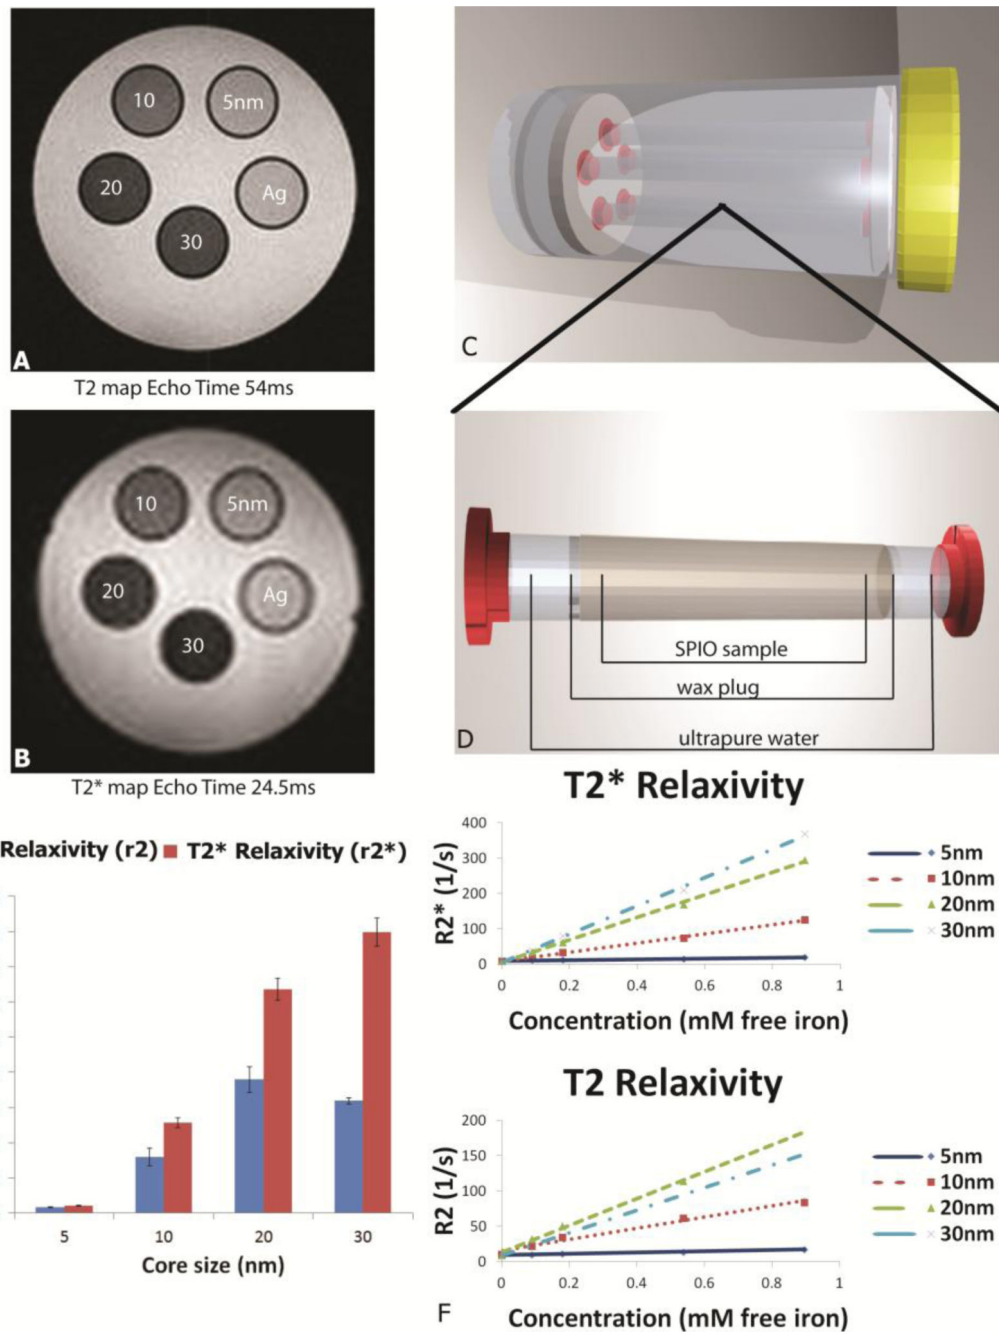 10
5nm
20
Ag
30
A
T2 map Echo Time 54ms
10
5nm
20
Ag
30
B
T2* map Echo Time 24.5ms
C
SPIO sample
wax plug
ultrapure water
D
Relaxivity (r2) T2* Relaxivity (r2*)
5 10 20 30
Core size (nm)
T2* Relaxivity
R2* (1/s)
400
300
200
100
0
0 0.2 0.4 0.6 0.8 1
Concentration (mM free iron)
5nm
10nm
20nm
30nm
T2 Relaxivity
R2 (1/s)
200
150
100
50
0
0 0.2 0.4 0.6 0.8 1
Concentration (mM free iron)
5nm
10nm
20nm
30nm
F